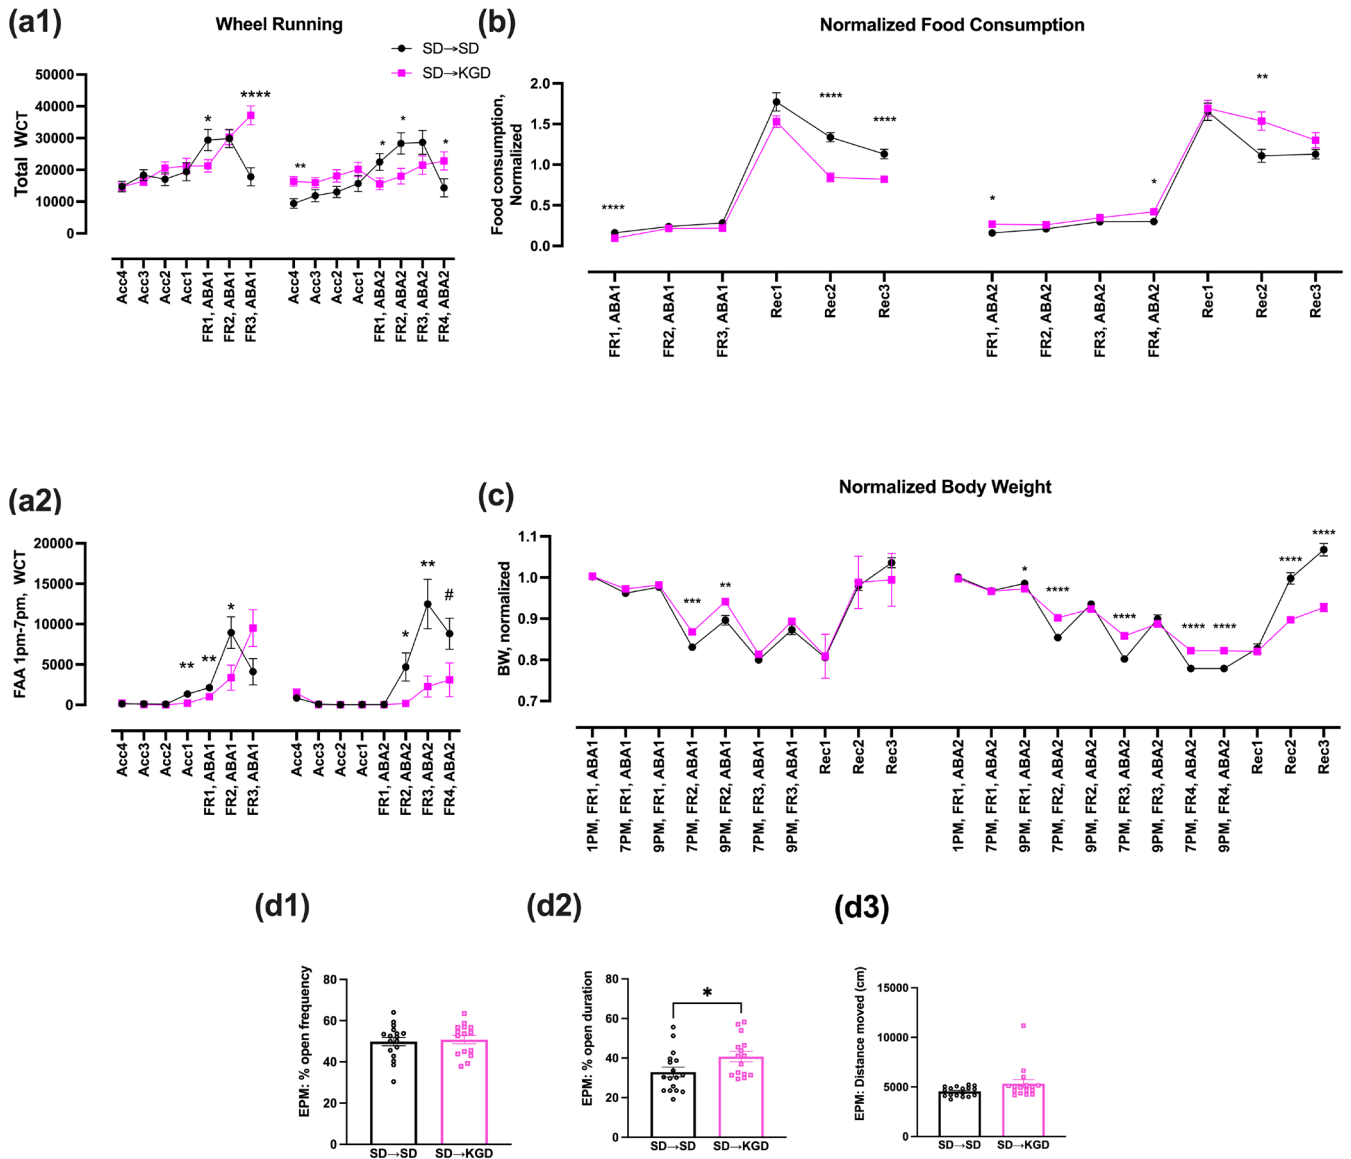 (a1)
Wheel Running
SD→SD
SD→KGD
Total WCT
50000
40000
30000
20000
10000
0
*
****
**
*
*
*
Acc4
Acc3
Acc2
Acc1
FR1, ABA1
FR2, ABA1
FR3, ABA1
Acc4
Acc3
Acc2
Acc1
FR1, ABA2
FR2, ABA2
FR3, ABA2
FR4, ABA2
(b)
Normalized Food Consumption
Food consumption,
Normalized
2.0
1.5
1.0
0.5
0.0
****
****
****
*
*
**
FR1, ABA1
FR2, ABA1
FR3, ABA1
Rec1
Rec2
Rec3
FR1, ABA2
FR2, ABA2
FR3, ABA2
FR4, ABA2
Rec1
Rec2
Rec3
(a2)
FAA 1pm-7pm, WCT
20000
15000
10000
5000
0
**
**
*
*
**
#
Acc4
Acc3
Acc2
Acc1
FR1, ABA1
FR2, ABA1
FR3, ABA1
Acc4
Acc3
Acc2
Acc1
FR1, ABA2
FR2, ABA2
FR3, ABA2
FR4, ABA2
(c)
Normalized Body Weight
BW, normalized
1.1
1.0
0.9
0.8
0.7
***
**
*
****
****
****
****
****
****
1PM, FR1, ABA1
7PM, FR1, ABA1
9PM, FR1, ABA1
7PM, FR2, ABA1
9PM, FR2, ABA1
7PM, FR3, ABA1
9PM, FR3, ABA1
Rec1
Rec2
Rec3
1PM, FR1, ABA2
7PM, FR1, ABA2
9PM, FR1, ABA2
7PM, FR2, ABA2
9PM, FR2, ABA2
7PM, FR3, ABA2
9PM, FR3, ABA2
7PM, FR4, ABA2
9PM, FR4, ABA2
Rec1
Rec2
Rec3
(d1)
EPM: % open frequency
80
60
40
20
0
SD→SD
SD→KGD
(d2)
EPM: % open duration
80
60
40
20
0
*
SD→SD
SD→KGD
(d3)
EPM: Distance moved (cm)
15000
10000
5000
0
SD→SD
SD→KGD